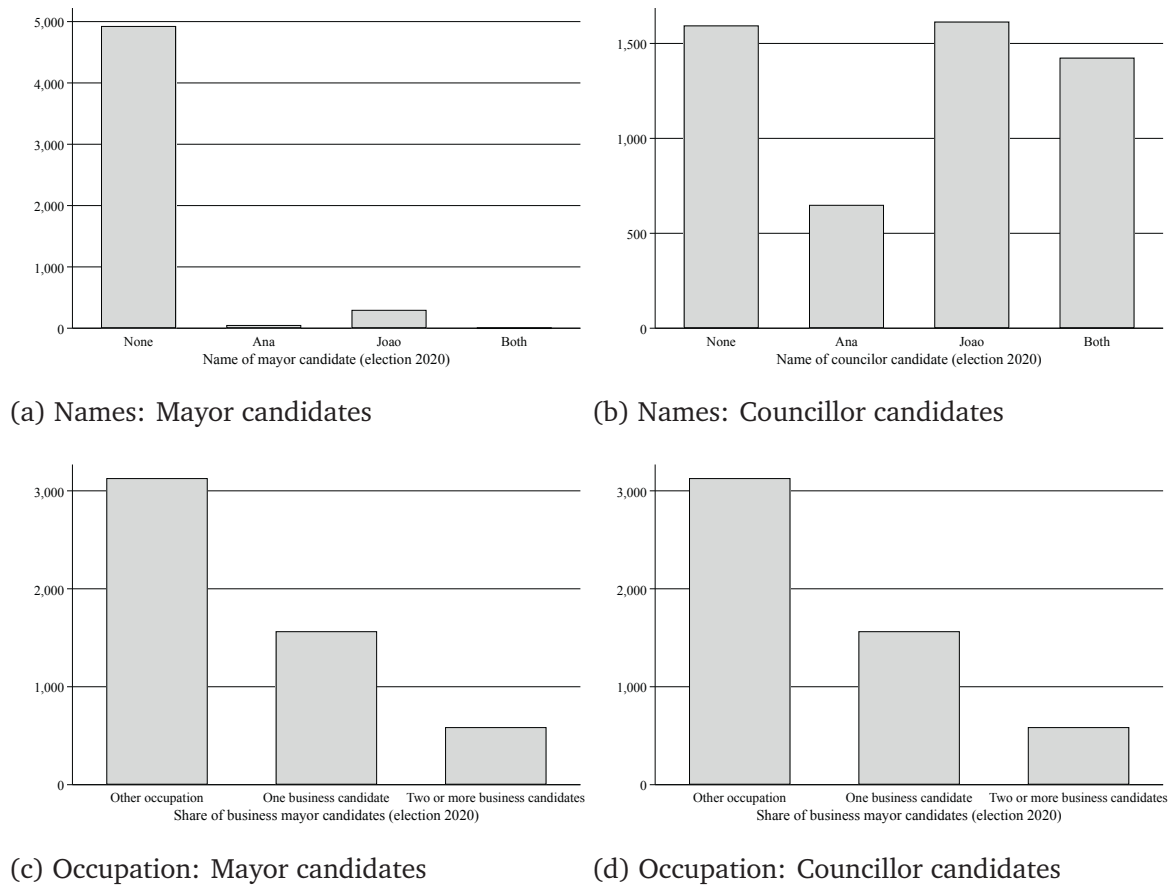 5,000
4,000
3,000
2,000
1,000
0
None Ana Joao Both
Name of mayor candidate (election 2020)
(a) Names: Mayor candidates
1,500
1,000
500
0
None Ana Joao Both
Name of councilor candidate (election 2020)
(b) Names: Councillor candidates
3,000
2,000
1,000
0
Other occupation One business candidate Two or more business candidates
Share of business mayor candidates (election 2020)
(c) Occupation: Mayor candidates
3,000
2,000
1,000
0
Other occupation One business candidate Two or more business candidates
Share of business mayor candidates (election 2020)
(d) Occupation: Councillor candidates